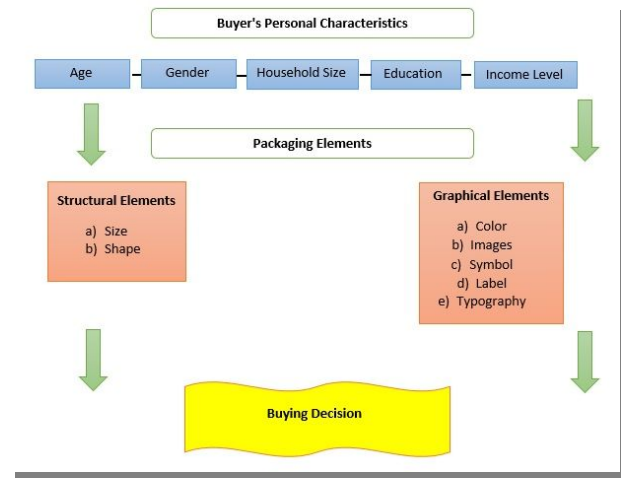 Buyer's Personal Characteristics
Age
Gender
Household Size
Education
Income Level
Packaging Elements
Structural Elements
a) Size
b) Shape
Graphical Elements
a) Color
b) Images
c) Symbol
d) Label
e) Typography
Buying Decision